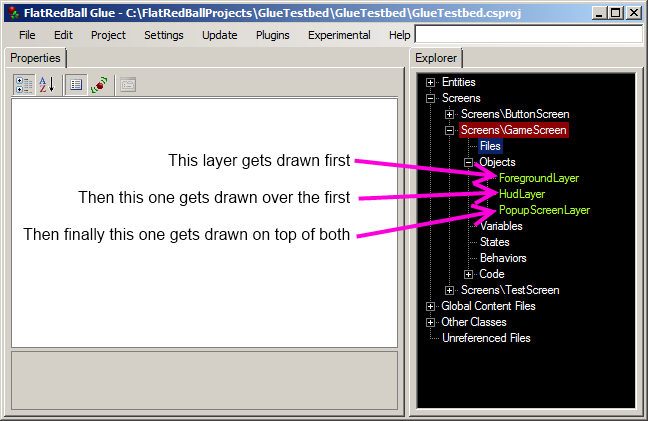 FlatRedBall Glue - C:\FlatRedBallProjects\GlueTestbed\GlueTestbed\GlueTestbed.csproj
File Edit Project Settings Update Plugins Experimental Help
Properties
Explorer
A
Z
Entities
Screens
Screens\ButtonScreen
Screens\GameScreen
Files
This layer gets drawn first
Objects
ForegroundLayer
Then this one gets drawn over the first
HudLayer
PopupScreenLayer
Then finally this one gets drawn on top of both
Variables
States
Behaviors
Code
Screens\TestScreen
Global Content Files
Other Classes
Unreferenced Files